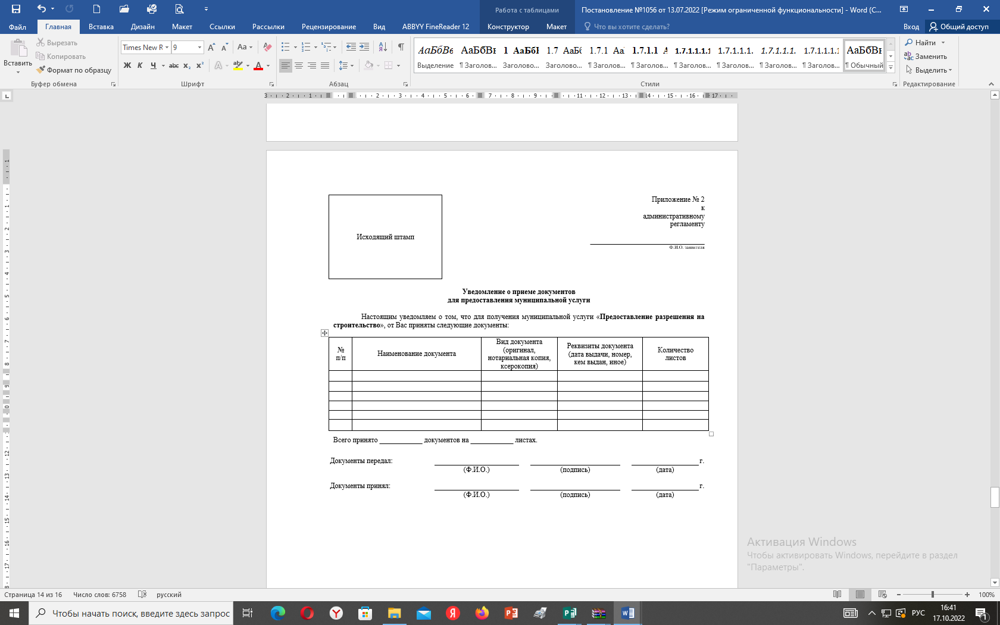 Работа с таблицами
Постановление №1056 от 13.07.2022 [Режим ограниченной функциональности] - Word (С...
Файл Главная Вставка Дизайн Макет Ссылки Рассылки Рецензирование Вид ABBYY FineReader 12 Конструктор Макет Что вы хотите сделать? Вход Общий доступ
Вставить
Вырезать
Копировать
Формат по образцу
Буфер обмена
Times New R 9
Аа
Ж К Ч abc x₂ x²
Шрифт
Абзац
АаБбВе АаБбВı 1 АаБбI 1.7 АаБб 1.7.1 Аа 1.7.1.1 А 1.7.1.1.1.1 1.7.1.1.1. 1.7.1.1.1. 1.7.1.1.1.1 АаБбВı
Выделение ¶ Заголов... Заголово... Заголово... ¶ Заголов... ¶ Заголов... ¶ Заголов... ¶ Заголов... ¶ Заголов... ¶ Заголов... ¶ Обычный
Стили
Найти
Заменить
Выделить
Редактирование
3 2 1 1 2 3 4 5 6 7 8 9 11 12 13 14 15 16 17
Исходящий штамп
Приложение № 2
к
административному
регламенту
Ф.И.О. заявителя
Уведомление о приеме документов
для предоставления муниципальной услуги
Настоящим уведомляем о том, что для получения муниципальной услуги «Предоставление разрешения на
строительство», от Вас приняты следующие документы:
№
п/п
Наименование документа
Вид документа
(оригинал,
нотариальная копия,
ксерокопия)
Реквизиты документа
(дата выдачи, номер,
кем выдан, иное)
Количество
листов
Всего принято ____________ документов на ____________ листах.
Документы передал: г.
(Ф.И.О.) (подпись) (дата)
Документы принял: г.
(Ф.И.О.) (подпись) (дата)
Активация Windows
Чтобы активировать Windows, перейдите в раздел
"Параметры".
Страница 14 из 16 Число слов: 6758 русский 100%
Чтобы начать поиск, введите здесь запрос
РУС
16:41
17.10.2022
1